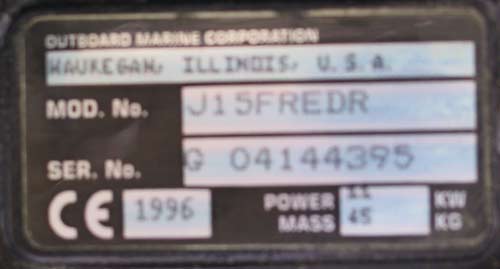 OUTBOARD MARINE CORPORATION
WAUKEGAN, ILLINOIS, U.S.A.
MOD. No. J15FREDR
SER. No. G 04144395
CE 1996 POWER 11 KW
MASS 45 KG